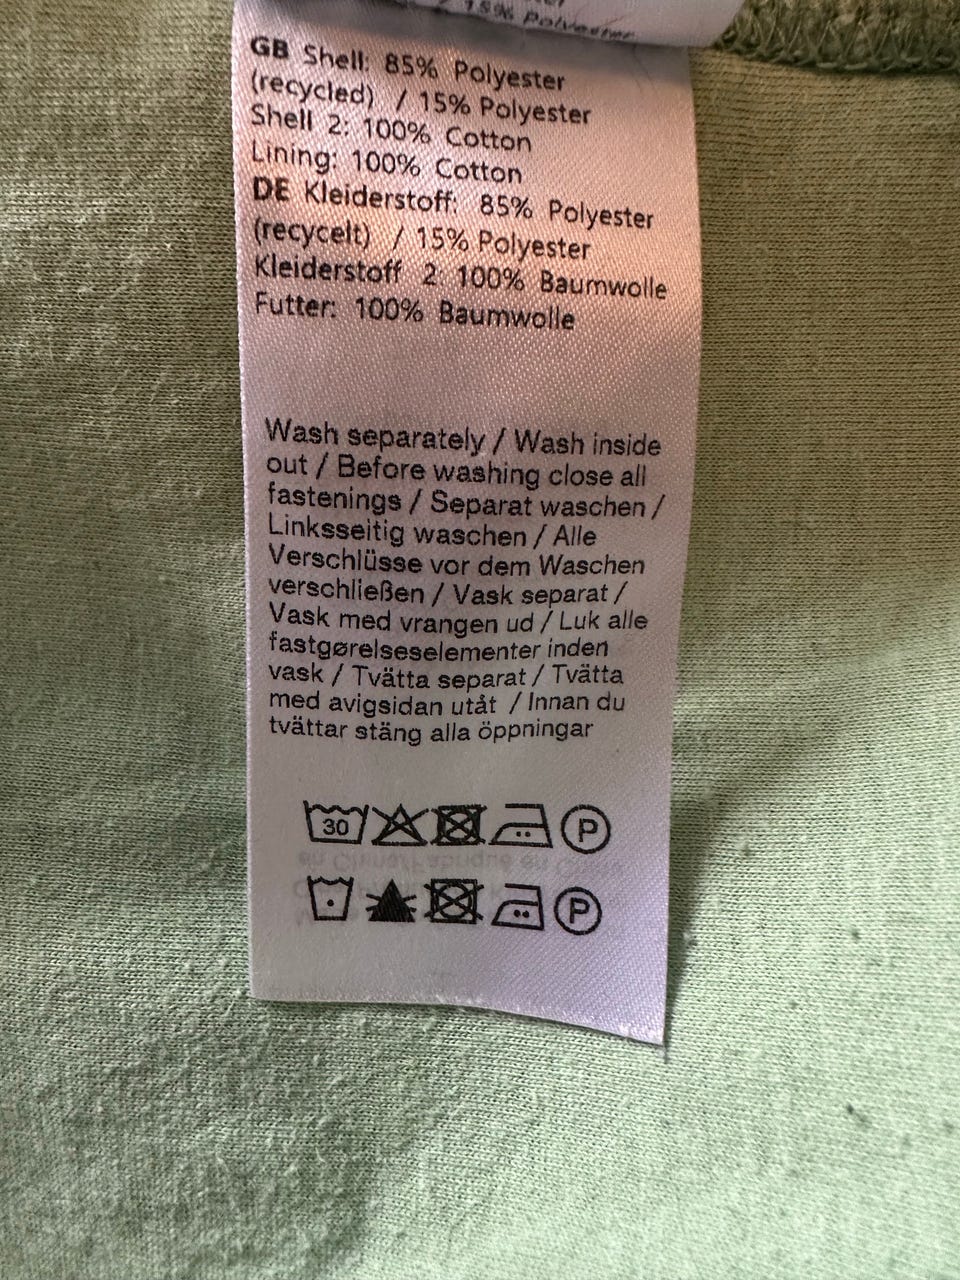 15% Polyester
GB Shell: 85% Polyester
(recycled) / 15% Polyester
Shell 2: 100% Cotton
Lining: 100% Cotton
DE Kleiderstoff: 85% Polyester
(recycelt) / 15% Polyester
Kleiderstoff 2: 100% Baumwolle
Futter: 100% Baumwolle
Wash separately / Wash inside
out / Before washing close all
fastenings / Separat waschen /
Linksseitig waschen / Alle
Verschlüsse vor dem Waschen
verschließen / Vask separat /
Vask med vrangen ud / Luk alle
fastgørelseselementer inden
vask / Tvätta separat / Tvätta
med avigsidan utåt / Innan du
tvättar stäng alla öppningar
30 P
P